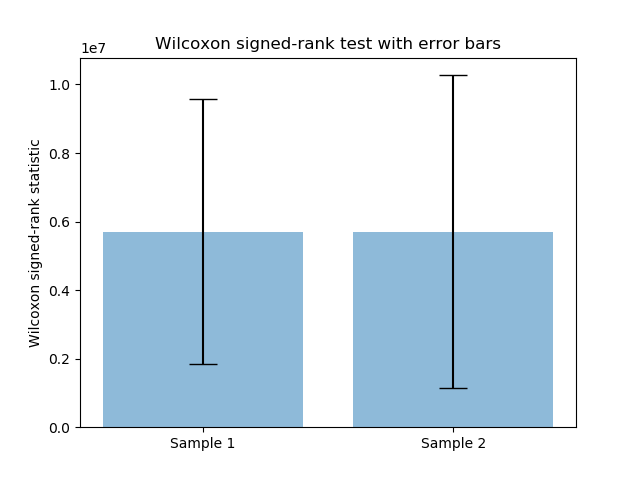 Wilcoxon signed-rank test with error bars
1e7
1.0
0.8
0.6
0.4
0.2
0.0
Wilcoxon signed-rank statistic
Sample 1
Sample 2